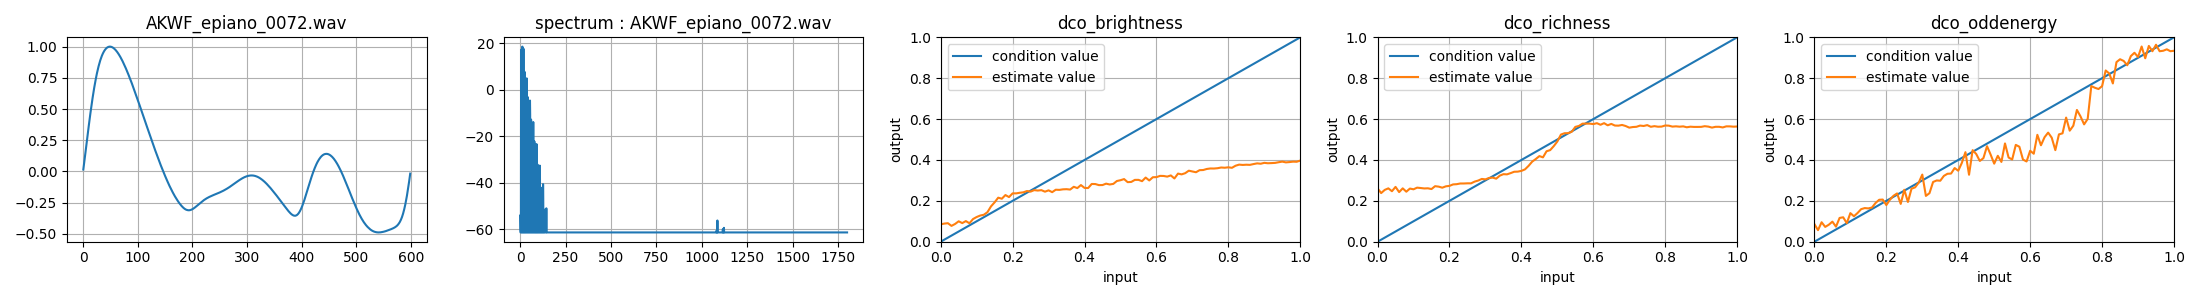 AKWF_epiano_0072.wav
1.00
0.75
0.50
0.25
0.00
−0.25
−0.50
0 100 200 300 400 500 600
spectrum : AKWF_epiano_0072.wav
20
0
−20
−40
−60
0 250 500 750 1000 1250 1500 1750
dco_brightness
condition value
estimate value
output
1.0
0.8
0.6
0.4
0.2
0.0
0.0 0.2 0.4 0.6 0.8 1.0
input
dco_richness
condition value
estimate value
output
1.0
0.8
0.6
0.4
0.2
0.0
0.0 0.2 0.4 0.6 0.8 1.0
input
dco_oddenergy
condition value
estimate value
output
1.0
0.8
0.6
0.4
0.2
0.0
0.0 0.2 0.4 0.6 0.8 1.0
input